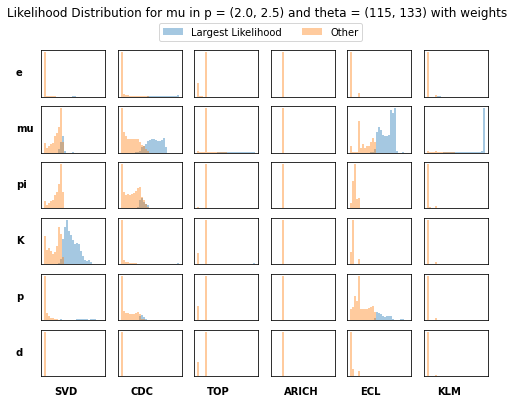 Likelihood Distribution for mu in p = (2.0, 2.5) and theta = (115, 133) with weights
Largest Likelihood Other
e
mu
pi
K
p
d
SVD CDC TOP ARICH ECL KLM